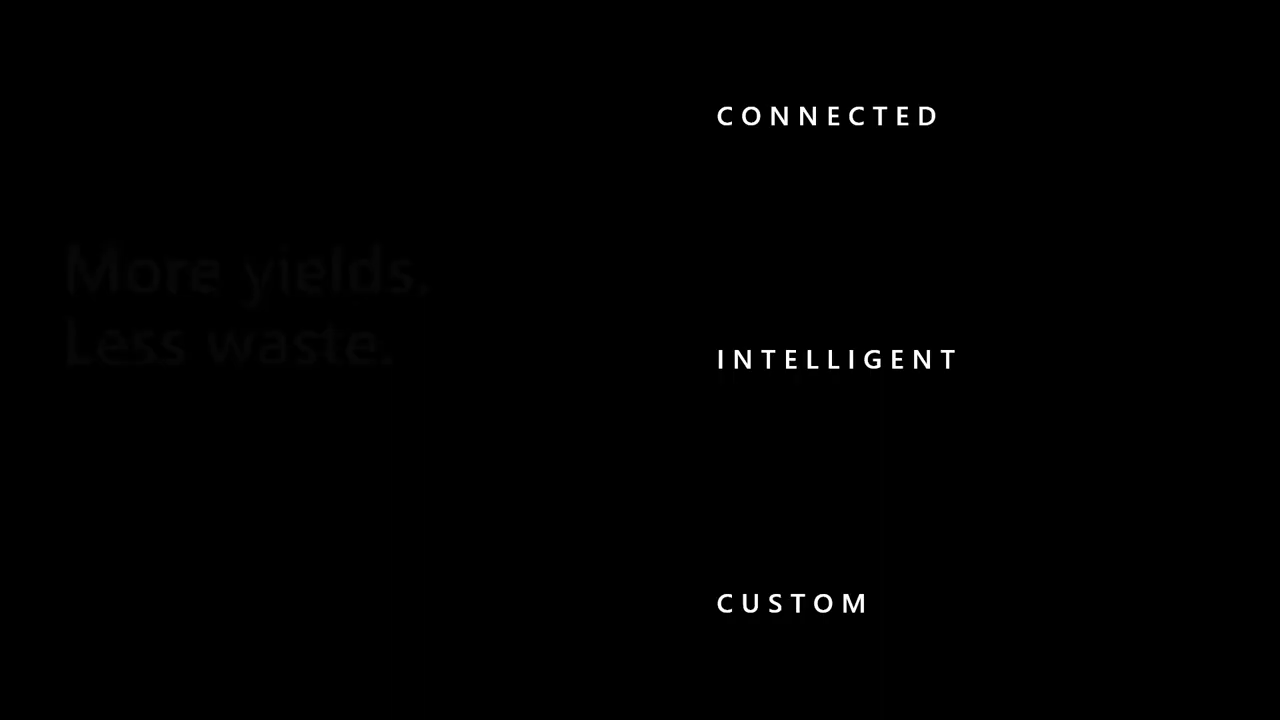 More yields.
Less waste.
CONNECTED
INTELLIGENT
CUSTOM